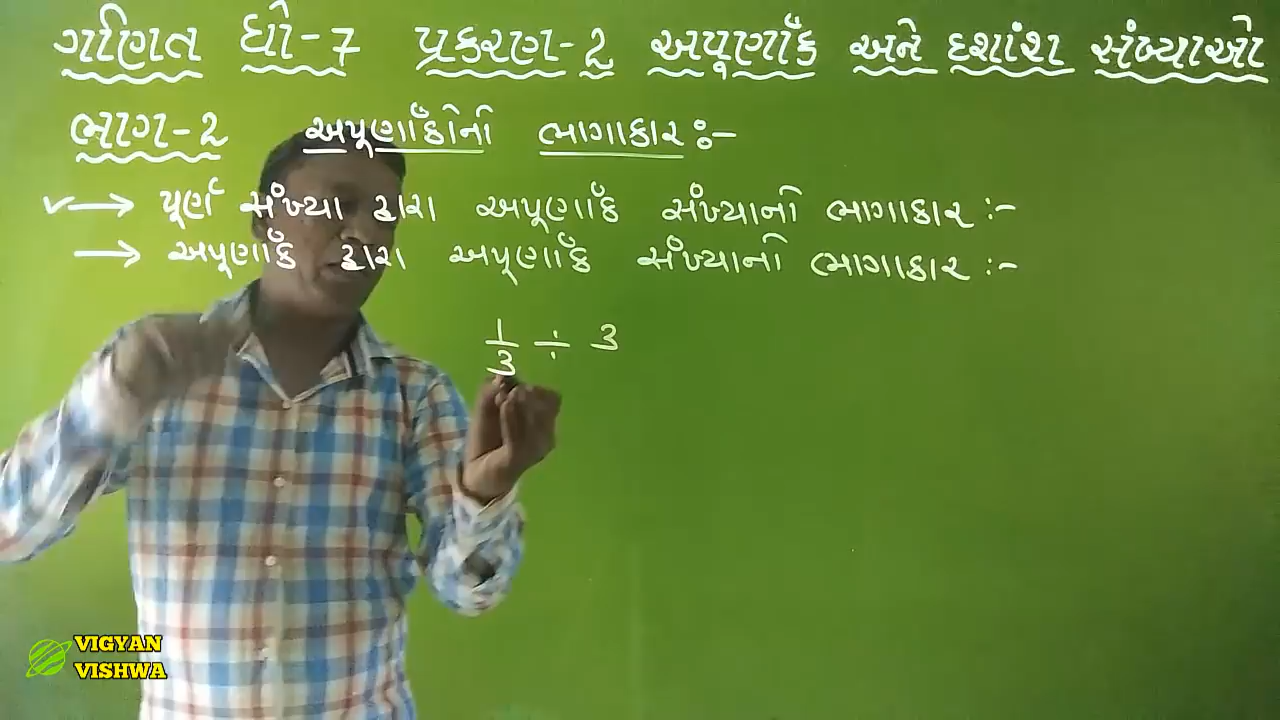 ગણિત ધો-7 પ્રકરણ-2 અપૂર્ણાંક અને દશાંશ સંખ્યાઓ
ભાગ-2 અપૂર્ણાંકોની ભાગાકાર :-
✓→ પૂર્ણ સંખ્યા દ્વારા અપૂર્ણાંક સંખ્યાની ભાગાકાર :-
→ અપૂર્ણાંક દ્વારા અપૂર્ણાંક સંખ્યાની ભાગાકાર :-
1/3 ÷ 3
VIGYAN
VISHWA